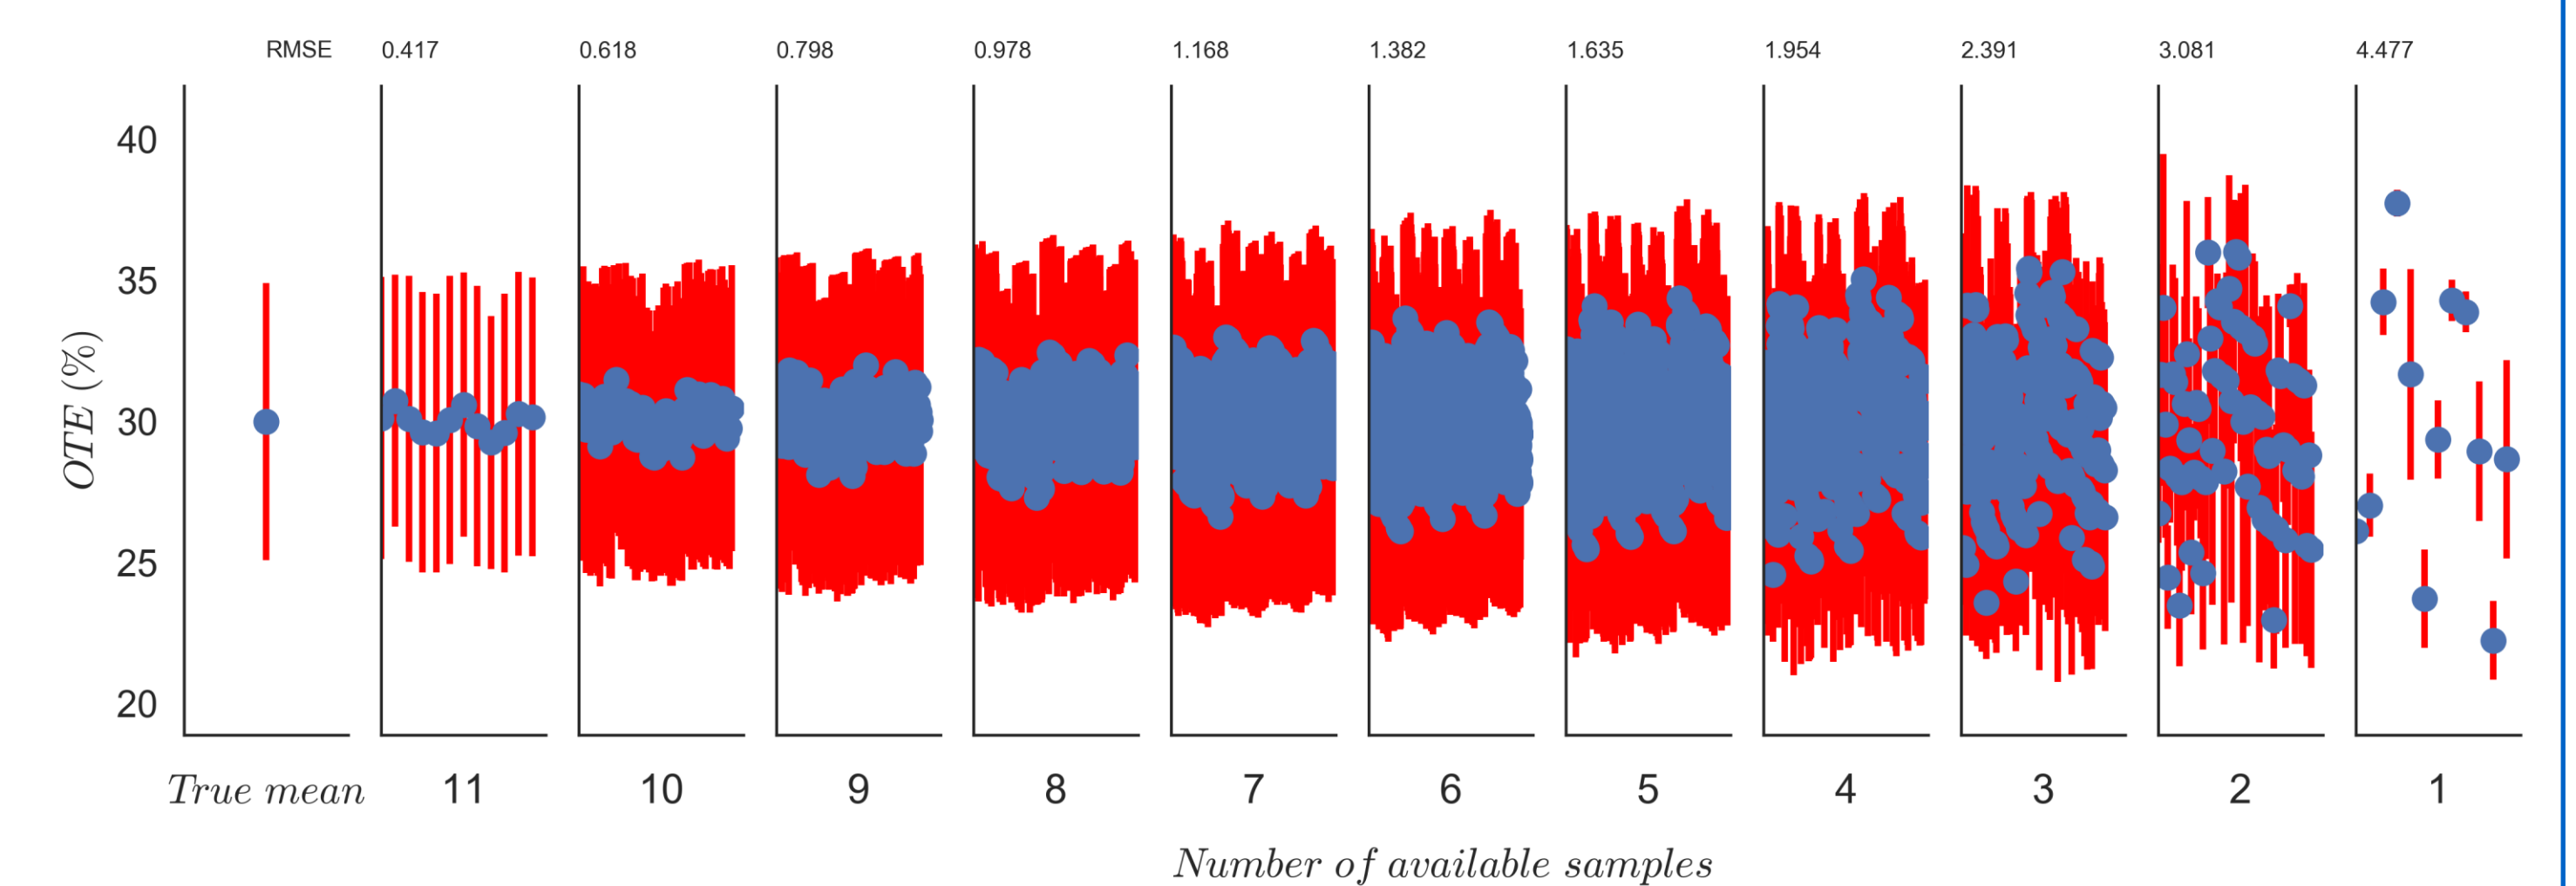 RMSE 0.417 0.618 0.798 0.978 1.168 1.382 1.635 1.954 2.391 3.081 4.477
40
35
30
25
20
OTE (%)
True mean 11 10 9 8 7 6 5 4 3 2 1
Number of available samples